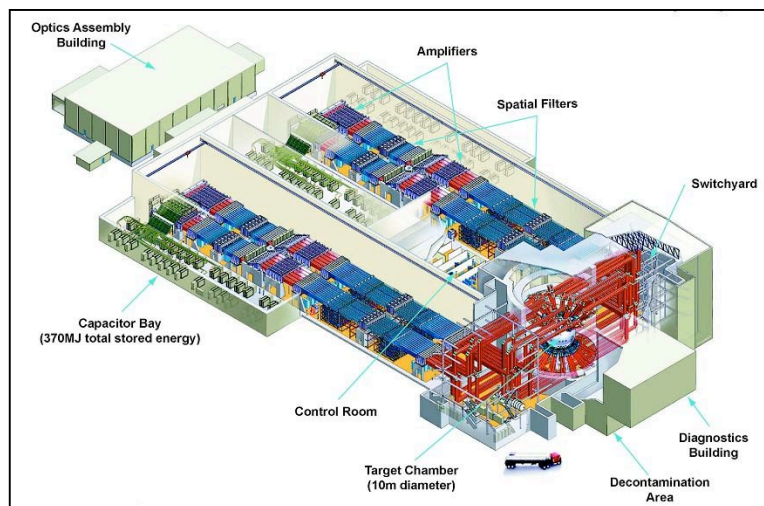 Optics Assembly
Building
Amplifiers
Spatial Filters
Switchyard
Capacitor Bay
(370MJ total stored energy)
Control Room
Target Chamber
(10m diameter)
Diagnostics
Building
Decontamination
Area